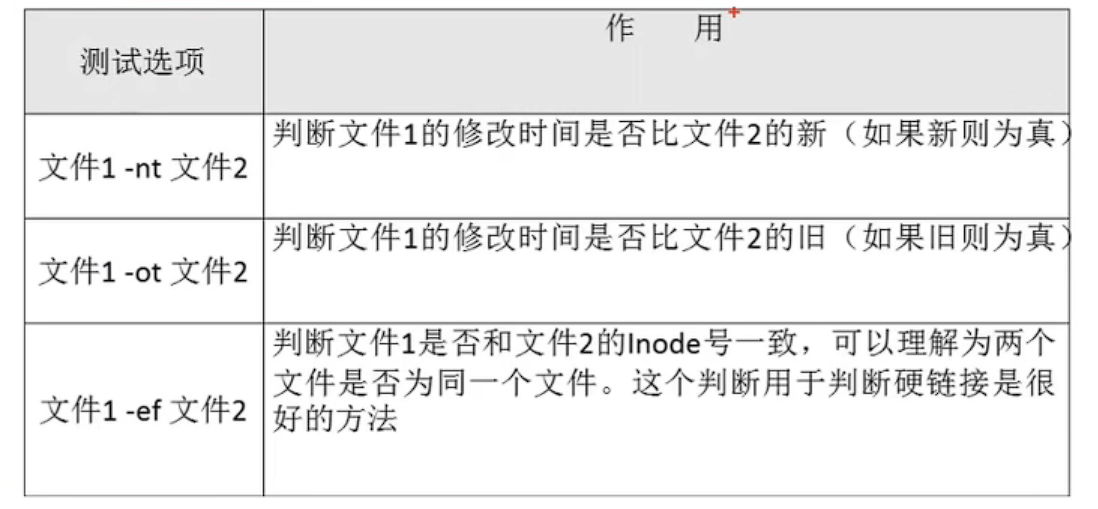 作 用
测试选项
判断文件1的修改时间是否比文件2的新（如果新则为真）
文件1 -nt 文件2
判断文件1的修改时间是否比文件2的旧（如果旧则为真）
文件1 -ot 文件2
判断文件1是否和文件2的Inode号一致，可以理解为两个
文件是否为同一个文件。这个判断用于判断硬链接是很
好的方法
文件1 -ef 文件2